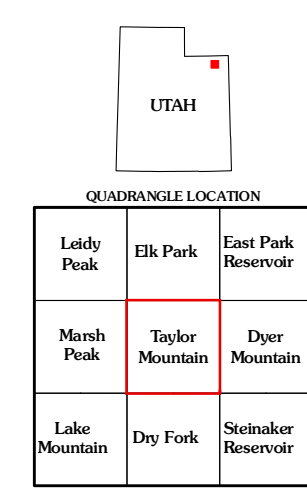 UTAH
QUADRANGLE LOCATION
Leidy
Peak
Elk Park
East Park
Reservoir
Marsh
Peak
Taylor
Mountain
Dyer
Mountain
Lake
Mountain
Dry Fork
Steinaker
Reservoir